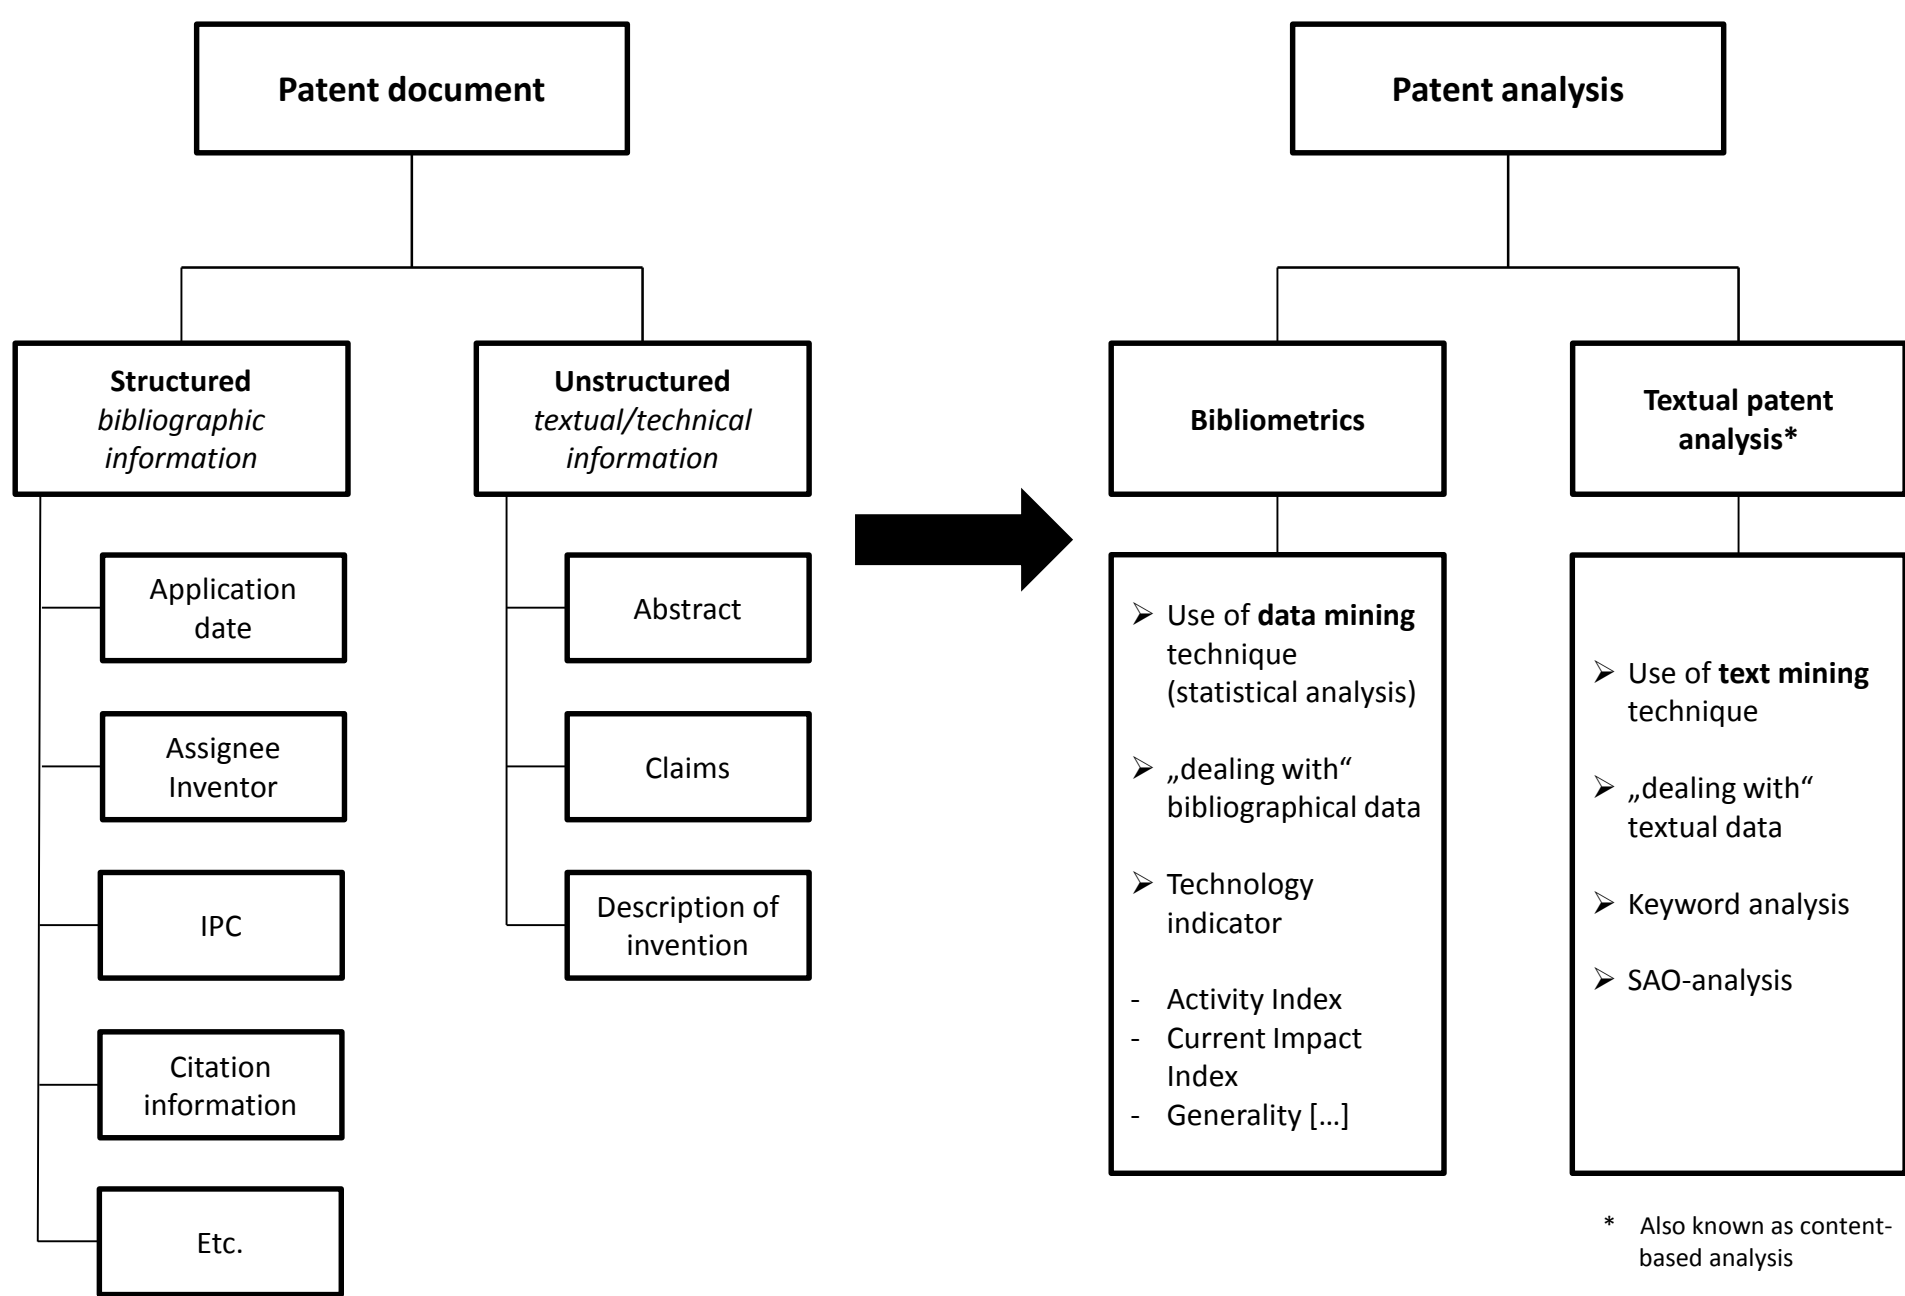 Patent document
Structured
bibliographic
information
Application
date
Assignee
Inventor
IPC
Citation
information
Etc.
Unstructured
textual/technical
information
Abstract
Claims
Description of
invention
Patent analysis
Bibliometrics
➢ Use of data mining
technique
(statistical analysis)
➢ „dealing with“
bibliographical data
➢ Technology
indicator
- Activity Index
- Current Impact
Index
- Generality […]
Textual patent
analysis*
➢ Use of text mining
technique
➢ „dealing with“
textual data
➢ Keyword analysis
➢ SAO-analysis
* Also known as content-
based analysis